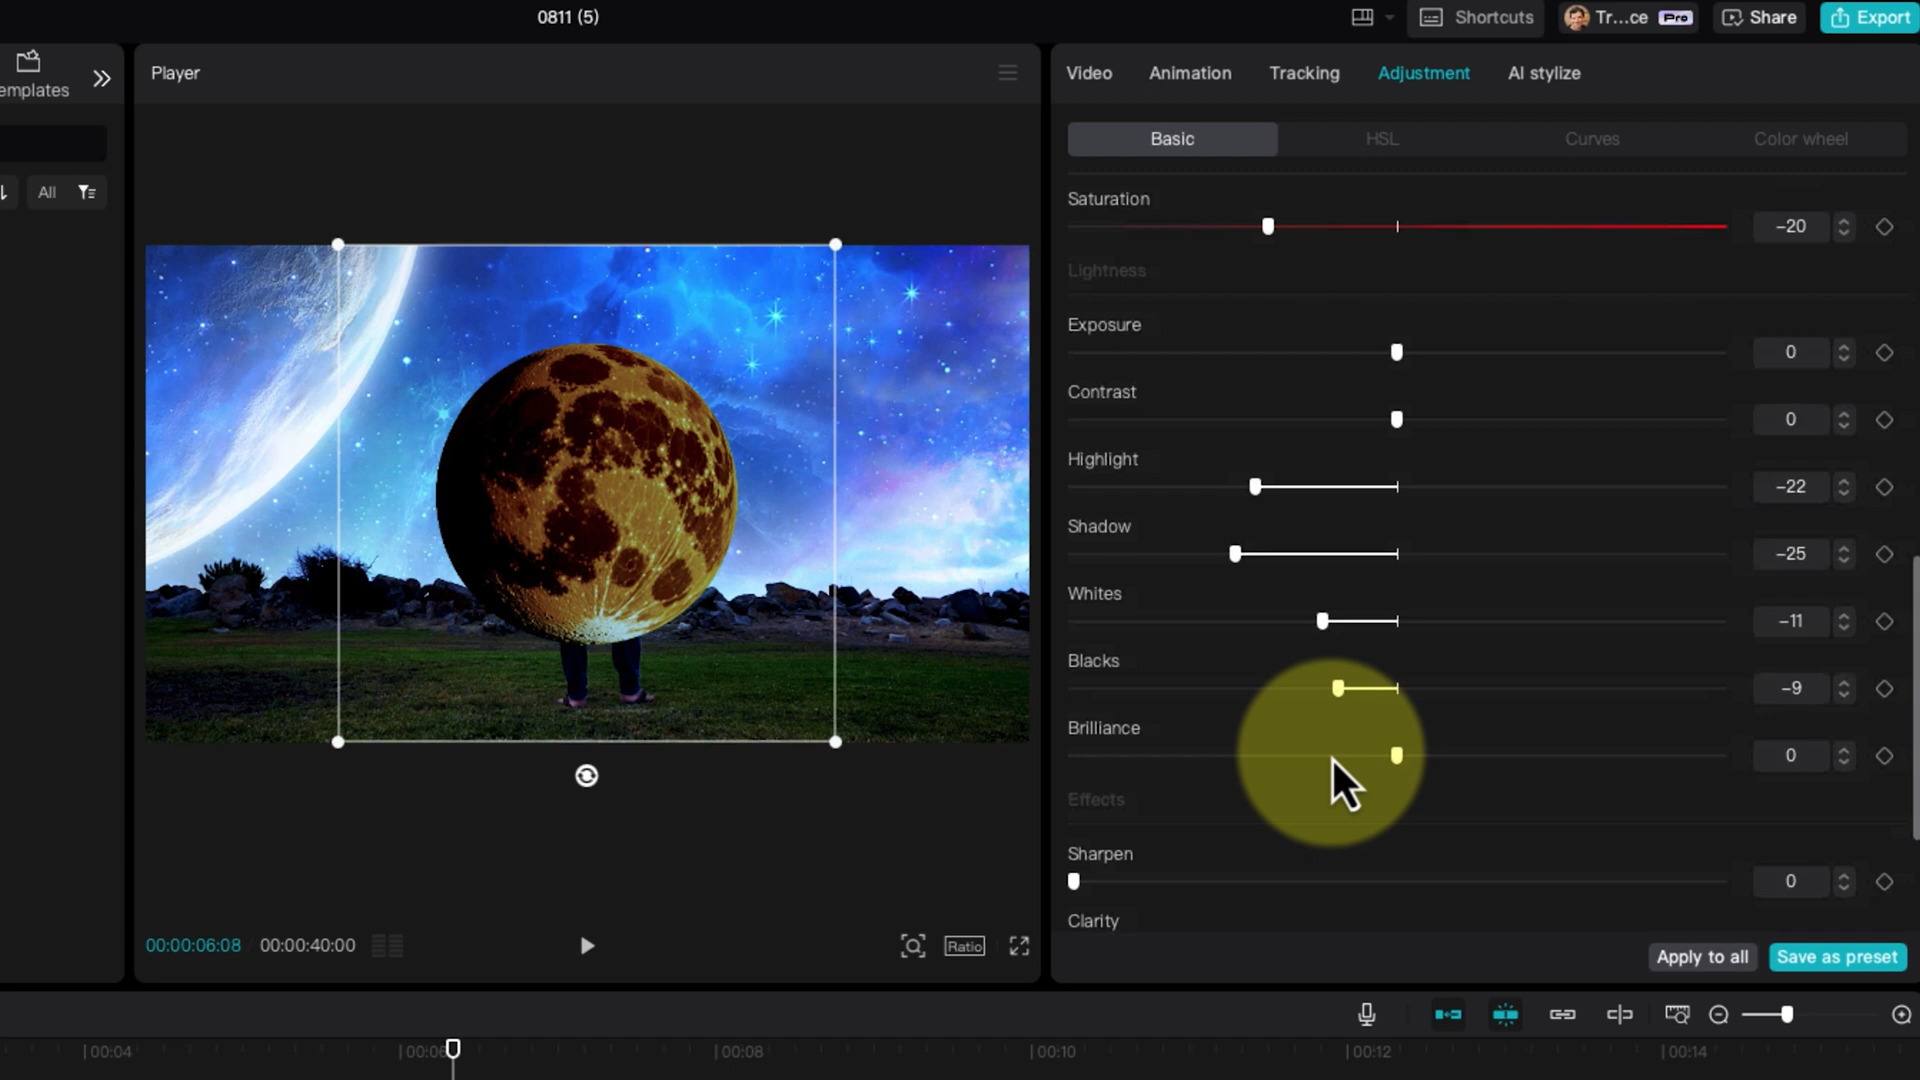 0811 (5)
Shortcuts
Tr...ce
Pro
Share
Export
emplates
Player
Video
Animation
Tracking
Adjustment
AI stylize
All
Basic
HSL
Curves
Color wheel
Saturation
-20
Lightness
Exposure
0
Contrast
0
Highlight
-22
Shadow
-25
Whites
-11
Blacks
-9
Brilliance
0
Effects
Sharpen
0
Clarity
00:00:06:08
00:00:40:00
Ratio
Apply to all
Save as preset
00:04
00:06
00:08
00:10
00:12
00:14